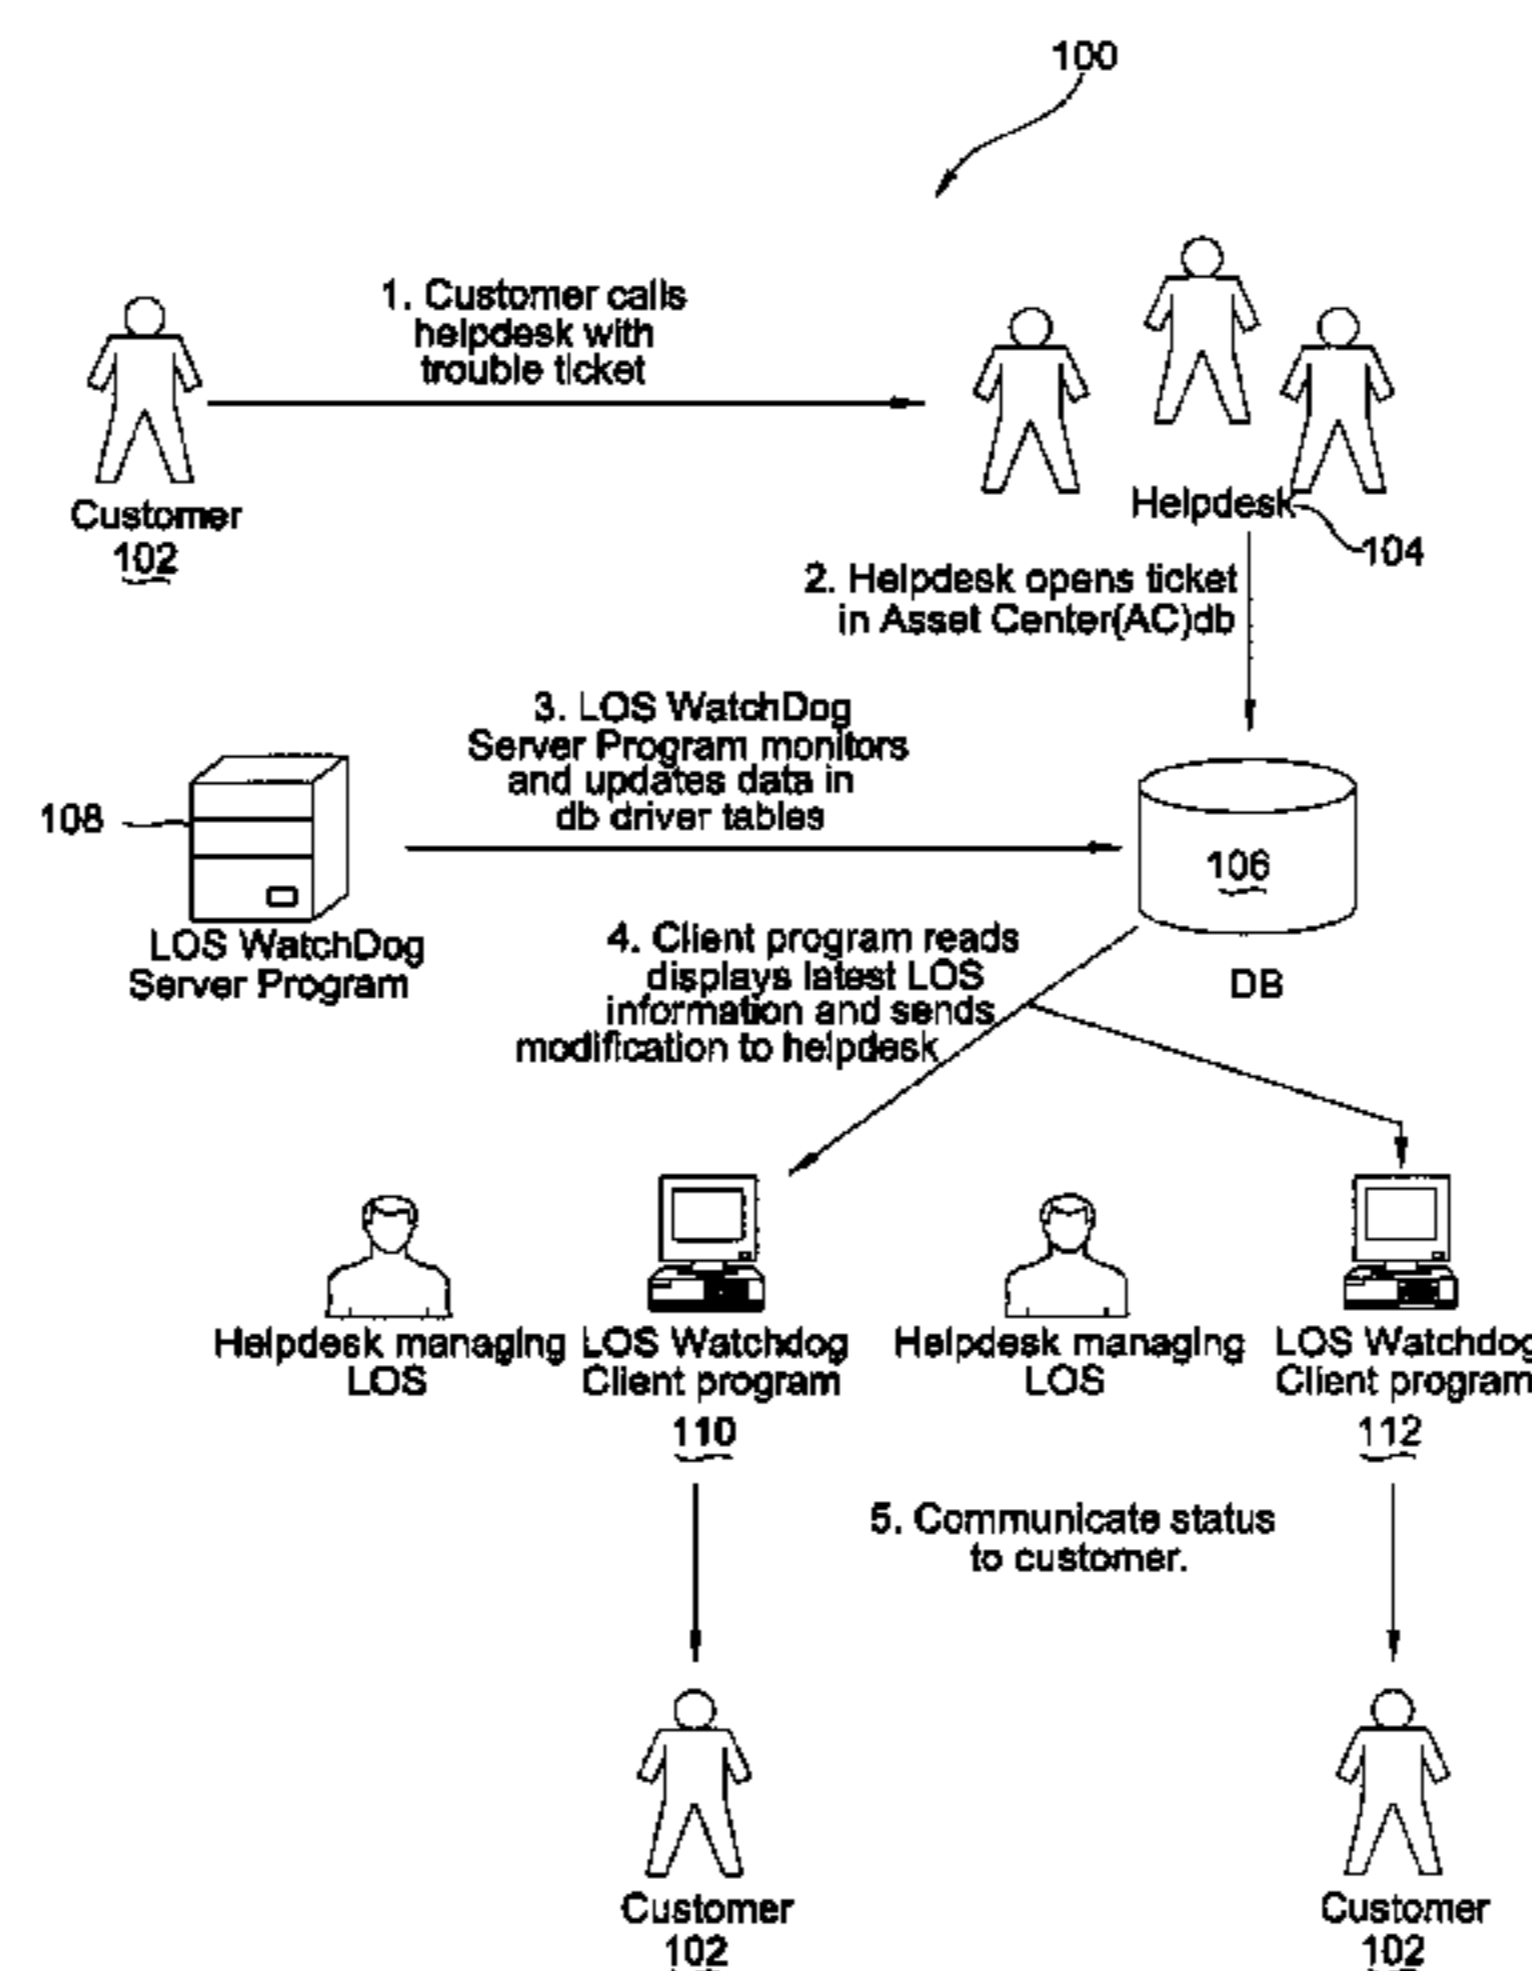 100
1. Customer calls
helpdesk with
trouble ticket
Customer
102
Helpdesk
104
2. Helpdesk opens ticket
in Asset Center(AC)db
3. LOS WatchDog
Server Program monitors
and updates data in
db driver tables
108
106
LOS WatchDog
Server Program
DB
4. Client program reads
displays latest LOS
information and sends
modification to helpdesk
Helpdesk managing
LOS
LOS Watchdog
Client program
110
Helpdesk managing
LOS
LOS Watchdog
Client program
112
5. Communicate status
to customer.
Customer
102
Customer
102